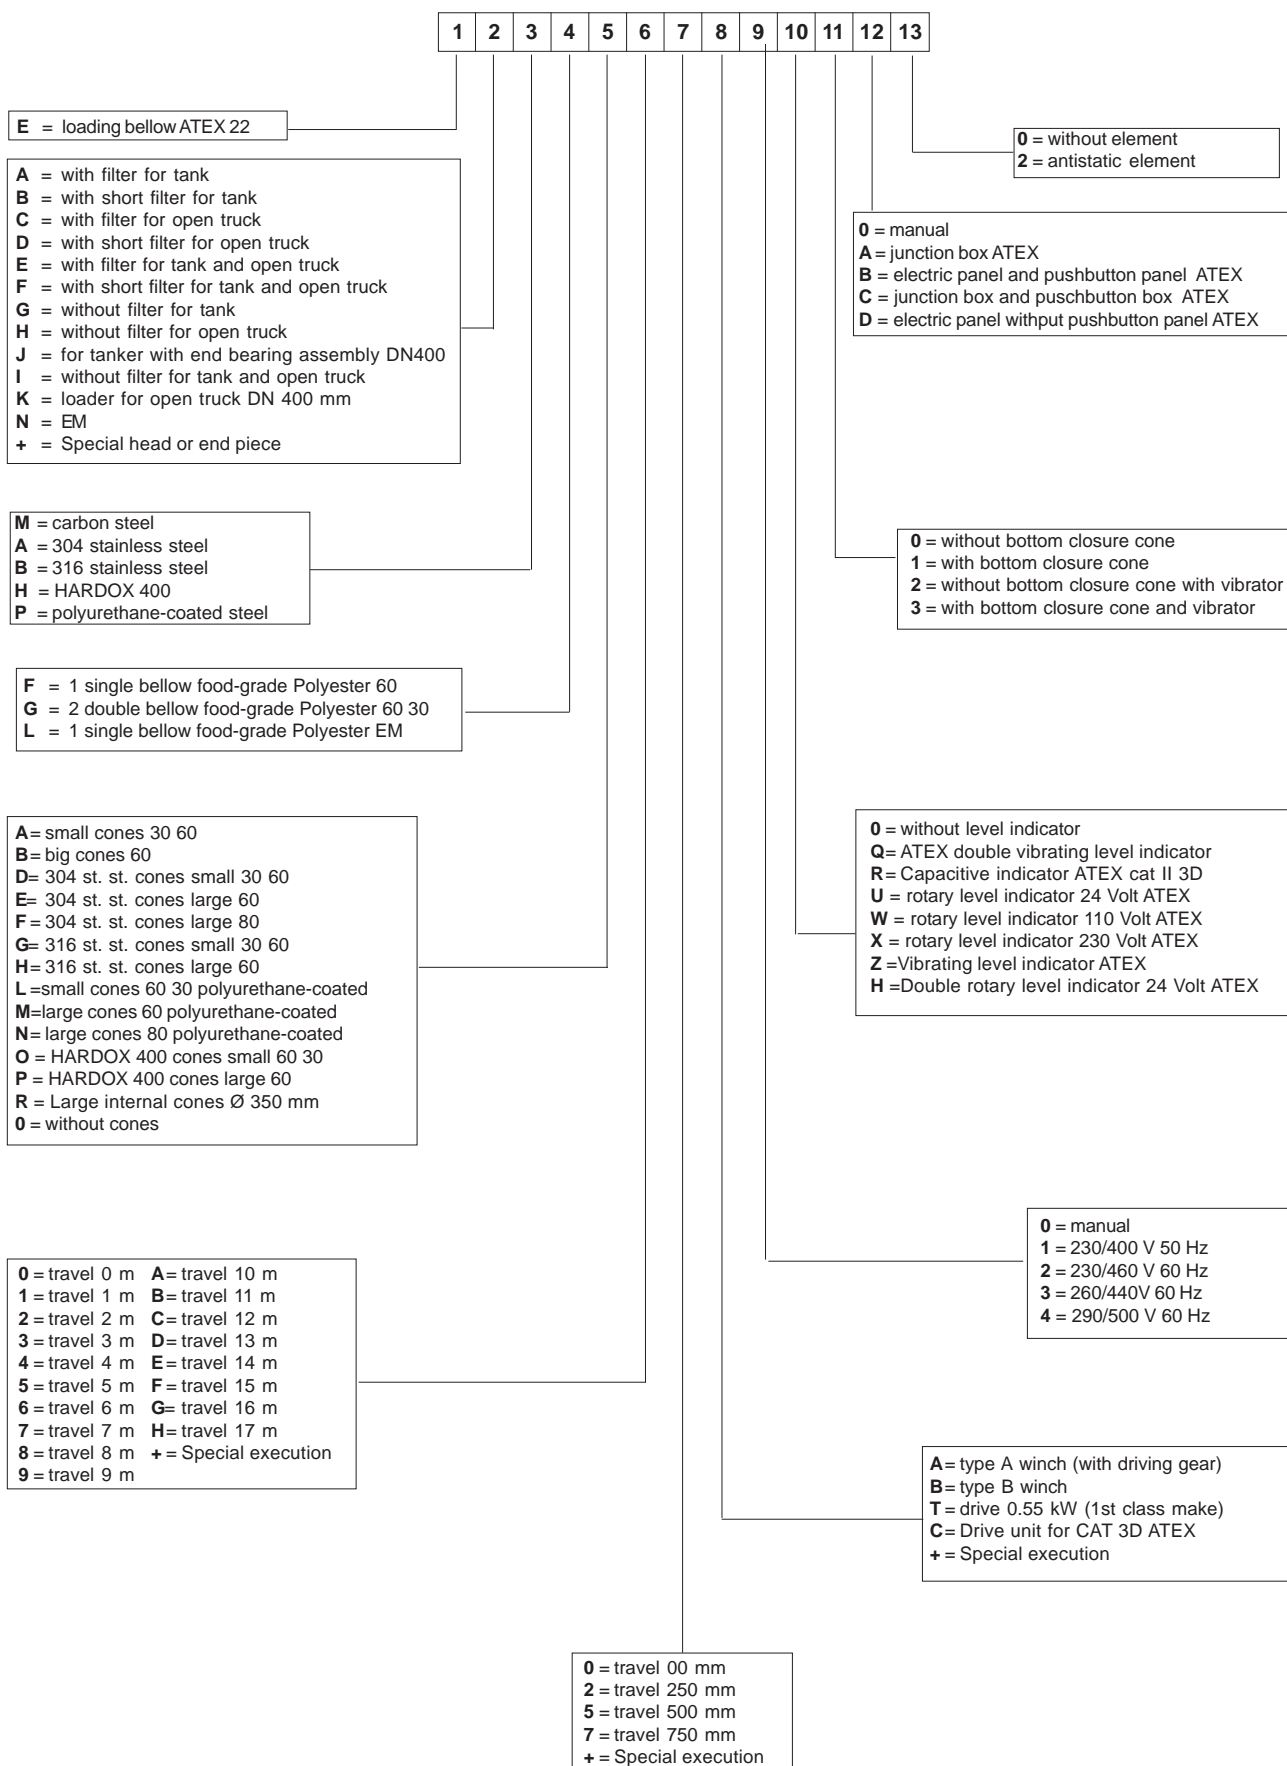 1 2 3 4 5 6 7 8 9 10 11 12 13
E = loading bellow ATEX 22
A = with filter for tank
B = with short filter for tank
C = with filter for open truck
D = with short filter for open truck
E = with filter for tank and open truck
F = with short filter for tank and open truck
G = without filter for tank
H = without filter for open truck
J = for tanker with end bearing assembly DN400
I = without filter for tank and open truck
K = loader for open truck DN 400 mm
N = EM
+ = Special head or end piece
M = carbon steel
A = 304 stainless steel
B = 316 stainless steel
H = HARDOX 400
P = polyurethane-coated steel
F = 1 single bellow food-grade Polyester 60
G = 2 double bellow food-grade Polyester 60 30
L = 1 single bellow food-grade Polyester EM
A= small cones 30 60
B= big cones 60
D= 304 st. st. cones small 30 60
E= 304 st. st. cones large 60
F= 304 st. st. cones large 80
G= 316 st. st. cones small 30 60
H= 316 st. st. cones large 60
L=small cones 60 30 polyurethane-coated
M=large cones 60 polyurethane-coated
N= large cones 80 polyurethane-coated
O = HARDOX 400 cones small 60 30
P = HARDOX 400 cones large 60
R = Large internal cones Ø 350 mm
0 = without cones
0 = travel 0 m A= travel 10 m
1 = travel 1 m B= travel 11 m
2 = travel 2 m C= travel 12 m
3 = travel 3 m D= travel 13 m
4 = travel 4 m E= travel 14 m
5 = travel 5 m F= travel 15 m
6 = travel 6 m G= travel 16 m
7 = travel 7 m H= travel 17 m
8 = travel 8 m + = Special execution
9 = travel 9 m
0 = travel 00 mm
2 = travel 250 mm
5 = travel 500 mm
7 = travel 750 mm
+ = Special execution
A= type A winch (with driving gear)
B= type B winch
T= drive 0.55 kW (1st class make)
C= Drive unit for CAT 3D ATEX
+ = Special execution
0 = manual
1 = 230/400 V 50 Hz
2 = 230/460 V 60 Hz
3 = 260/440V 60 Hz
4 = 290/500 V 60 Hz
0 = without level indicator
Q= ATEX double vibrating level indicator
R= Capacitive indicator ATEX cat II 3D
U = rotary level indicator 24 Volt ATEX
W = rotary level indicator 110 Volt ATEX
X = rotary level indicator 230 Volt ATEX
Z =Vibrating level indicator ATEX
H =Double rotary level indicator 24 Volt ATEX
0 = without bottom closure cone
1 = with bottom closure cone
2 = without bottom closure cone with vibrator
3 = with bottom closure cone and vibrator
0 = manual
A= junction box ATEX
B = electric panel and pushbutton panel ATEX
C = junction box and puschbutton box ATEX
D = electric panel withput pushbutton panel ATEX
0 = without element
2 = antistatic element